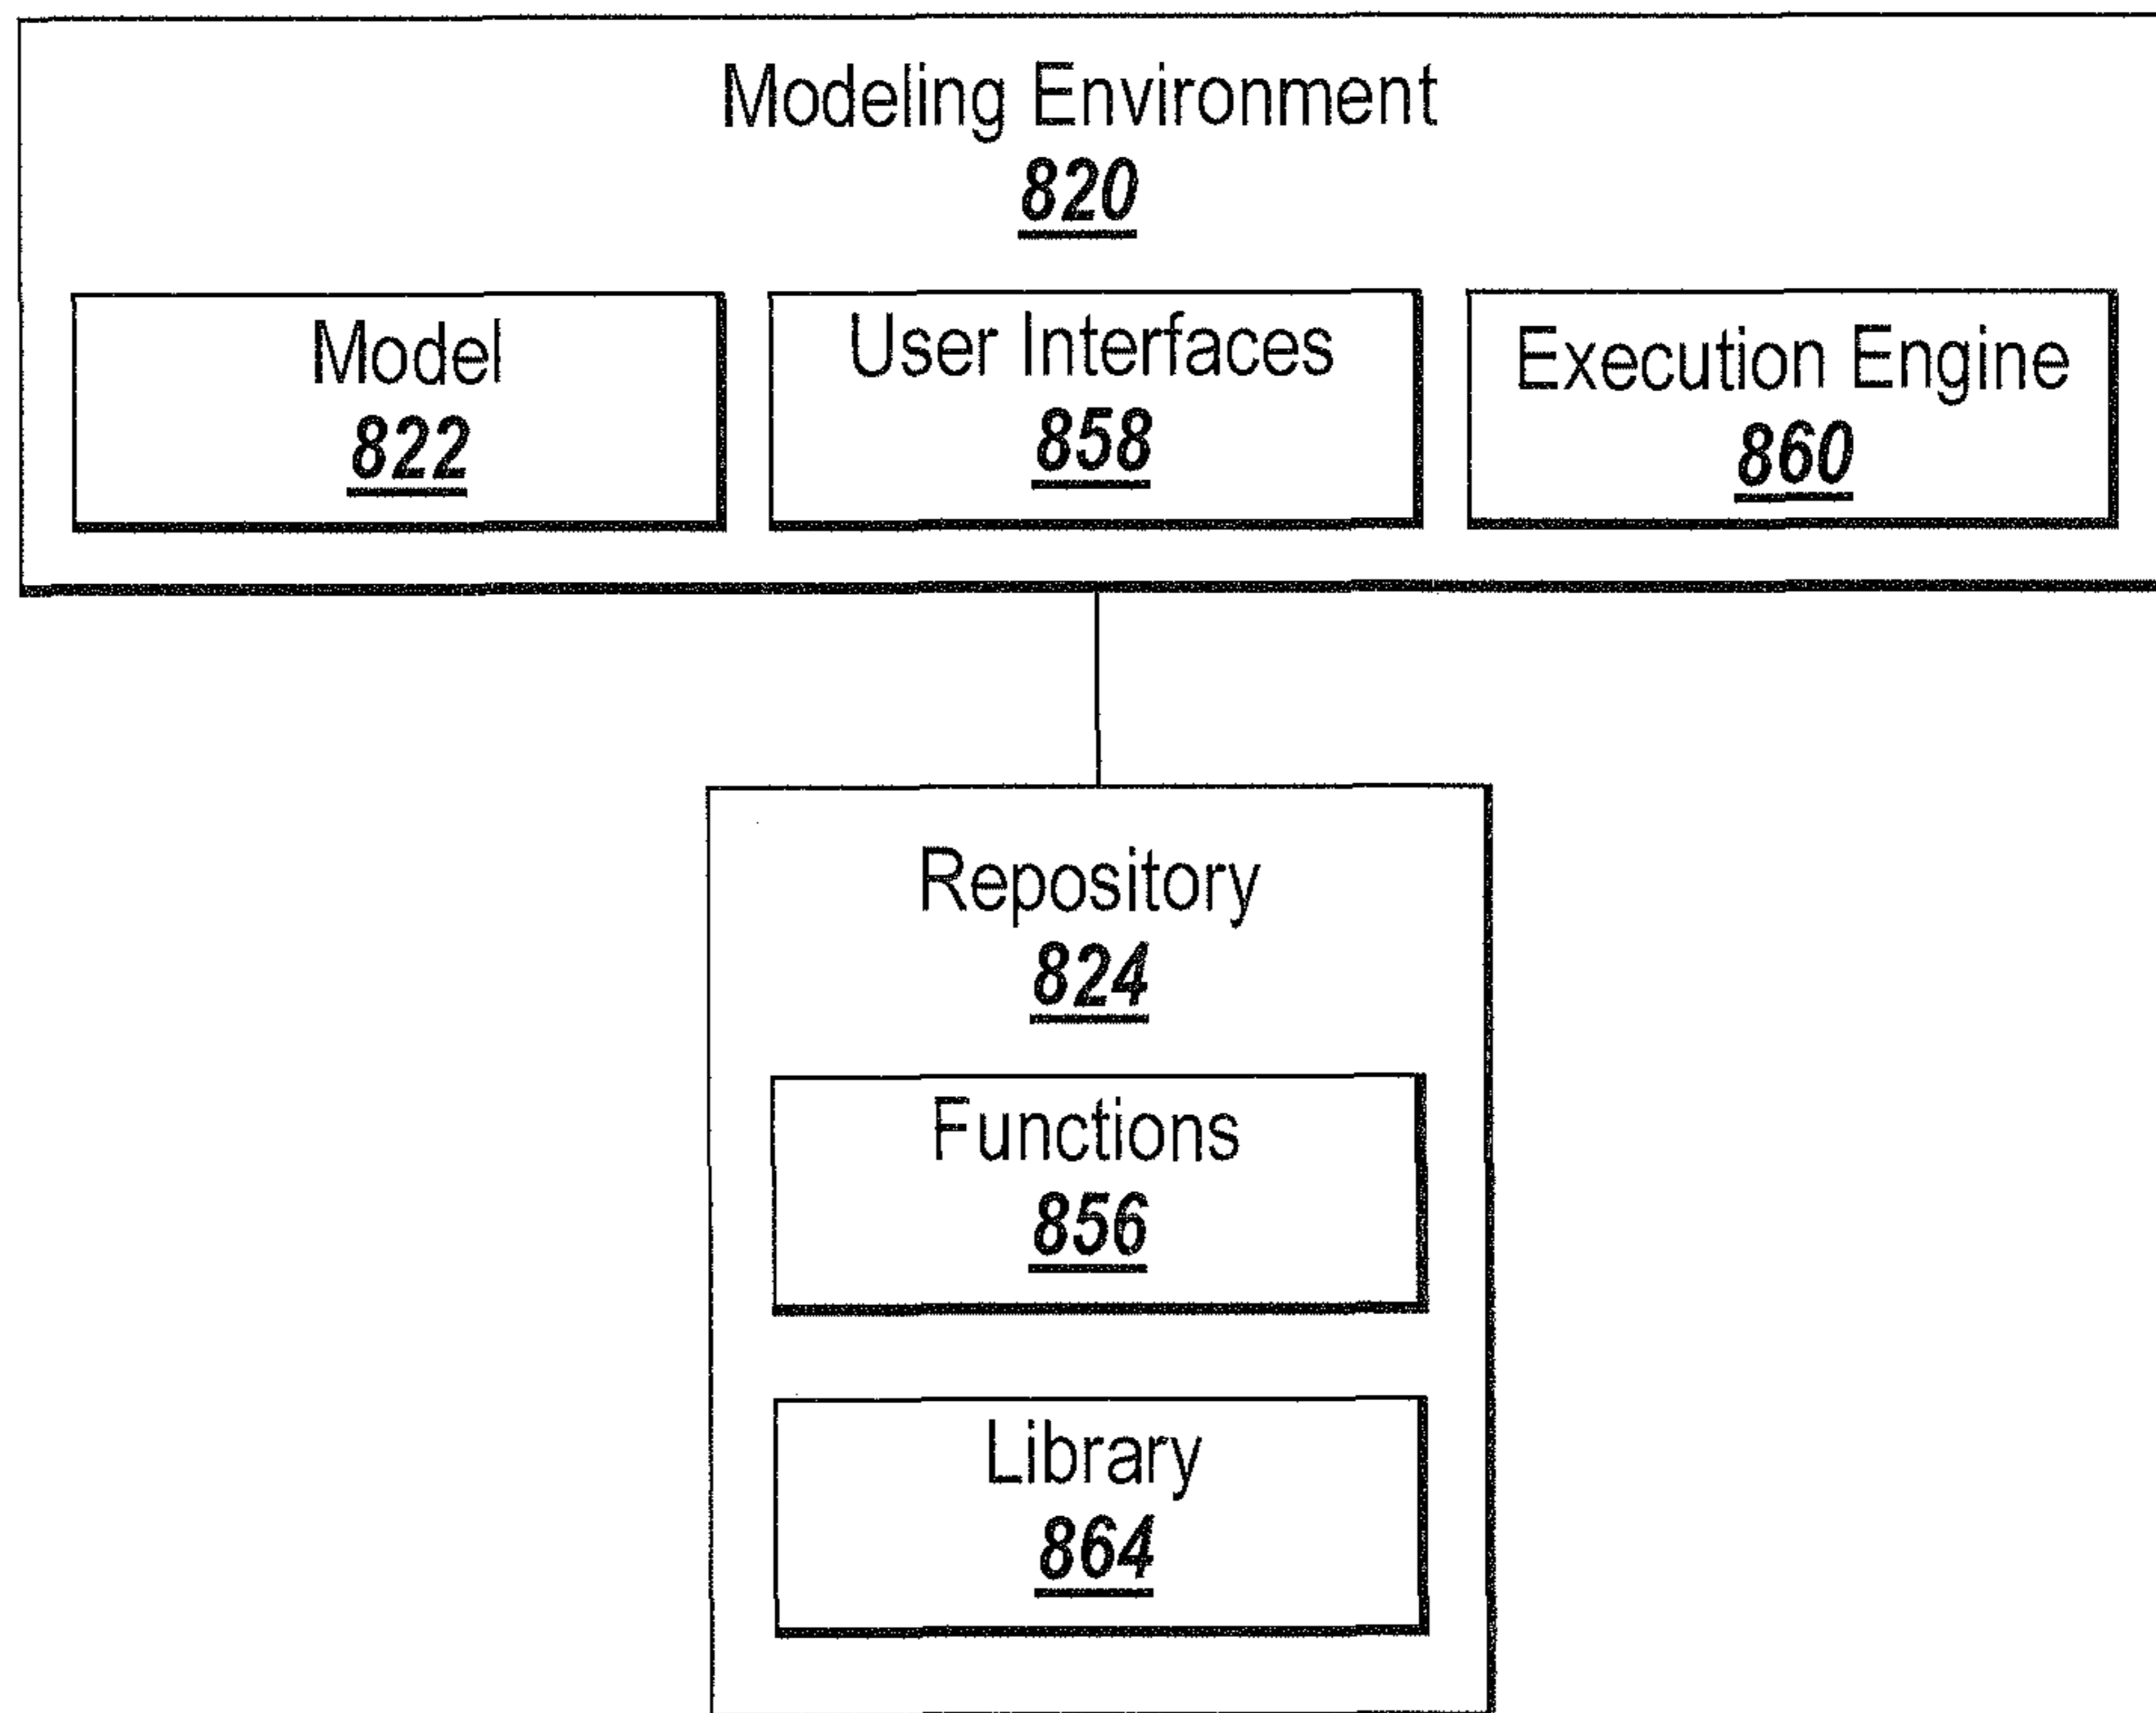 Modeling Environment
820
Model
822
User Interfaces
858
Execution Engine
860
Repository
824
Functions
856
Library
864